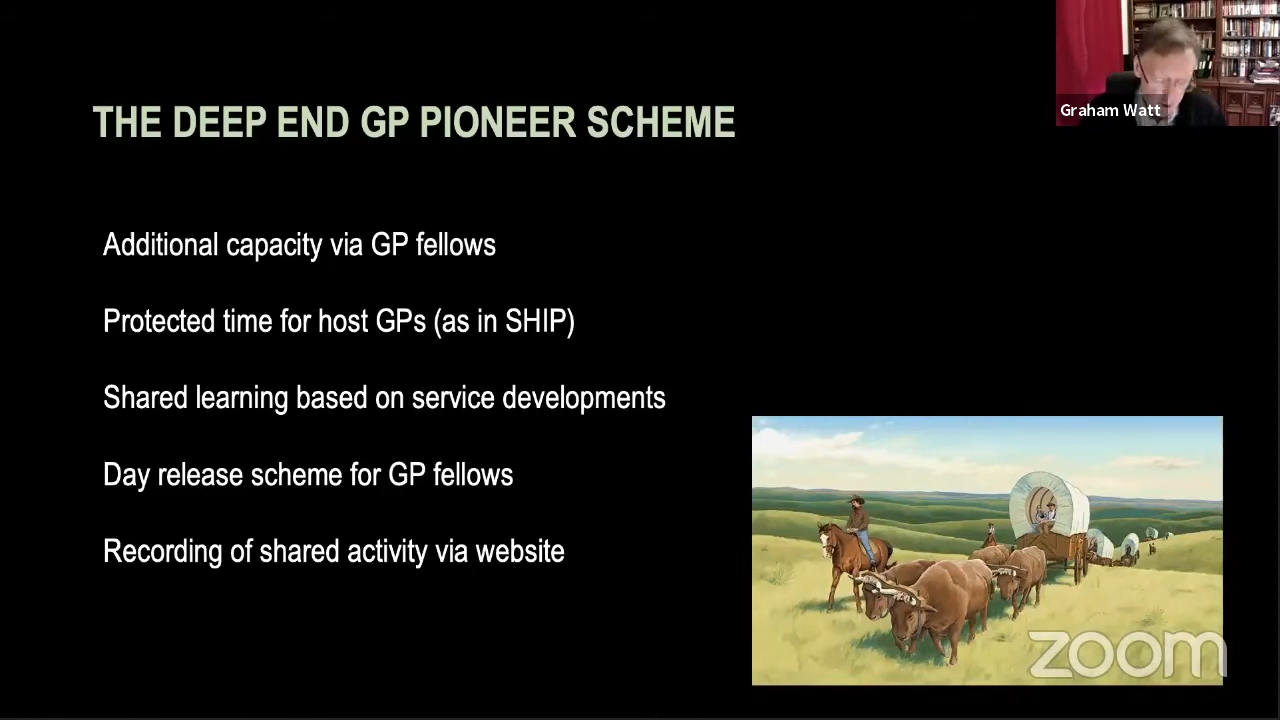 Graham Watt
THE DEEP END GP PIONEER SCHEME
Additional capacity via GP fellows
Protected time for host GPs (as in SHIP)
Shared learning based on service developments
Day release scheme for GP fellows
Recording of shared activity via website
zoom